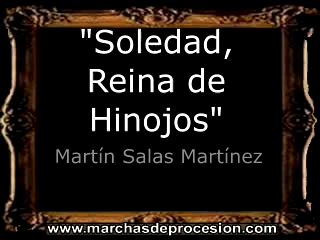 "Soledad,
Reina de
Hinojos"
Martín Salas Martínez
www.marchasdeprocesion.com